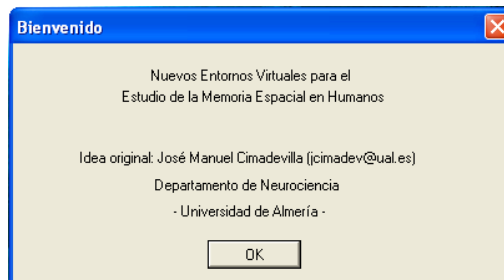 Bienvenido
Nuevos Entornos Virtuales para el
Estudio de la Memoria Espacial en Humanos
Idea original: José Manuel Cimadevilla (jcimadev@ual.es)
Departamento de Neurociencia
- Universidad de Almería -
OK